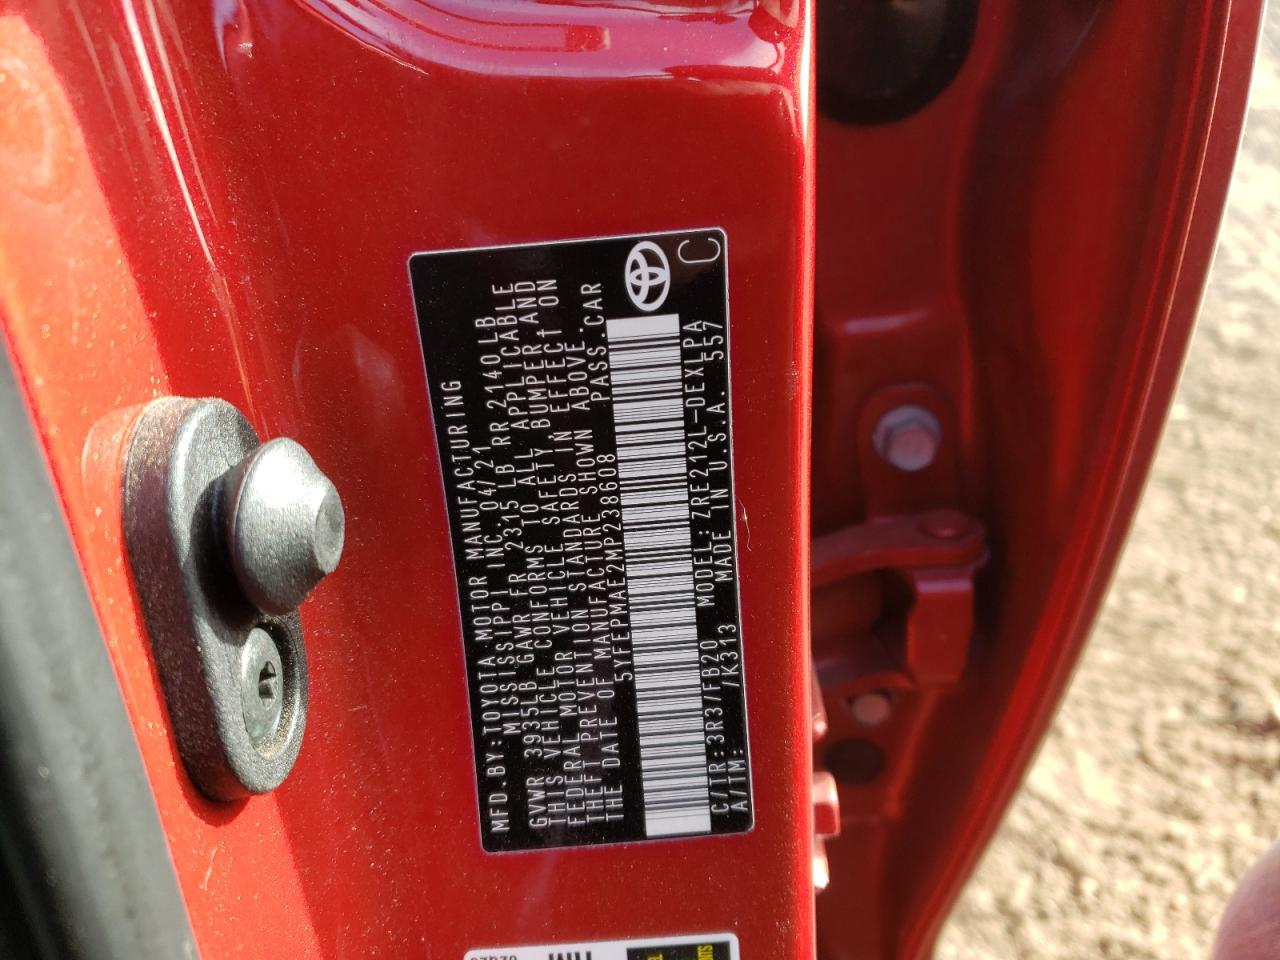 MFD. BY: TOYOTA MOTOR MANUFACTURING
MISSISSIPPI INC. 04/21
GVWR 3935LB GAWR FR 2315 LB RR 2140 LB
THIS VEHICLE CONFORMS TO ALL APPLICABLE
FEDERAL MOTOR VEHICLE SAFETY BUMPER AND
THEFT PREVENTION STANDARDS IN EFFECT ON
THE DATE OF MANUFACTURE SHOWN ABOVE.
5YFEPMAE2MP238608 PASS. CAR
C/TR: 3R3/FB20 MODEL: ZRE212L-DEXLPA
A/TM: /K313 MADE IN U.S.A. 557
C